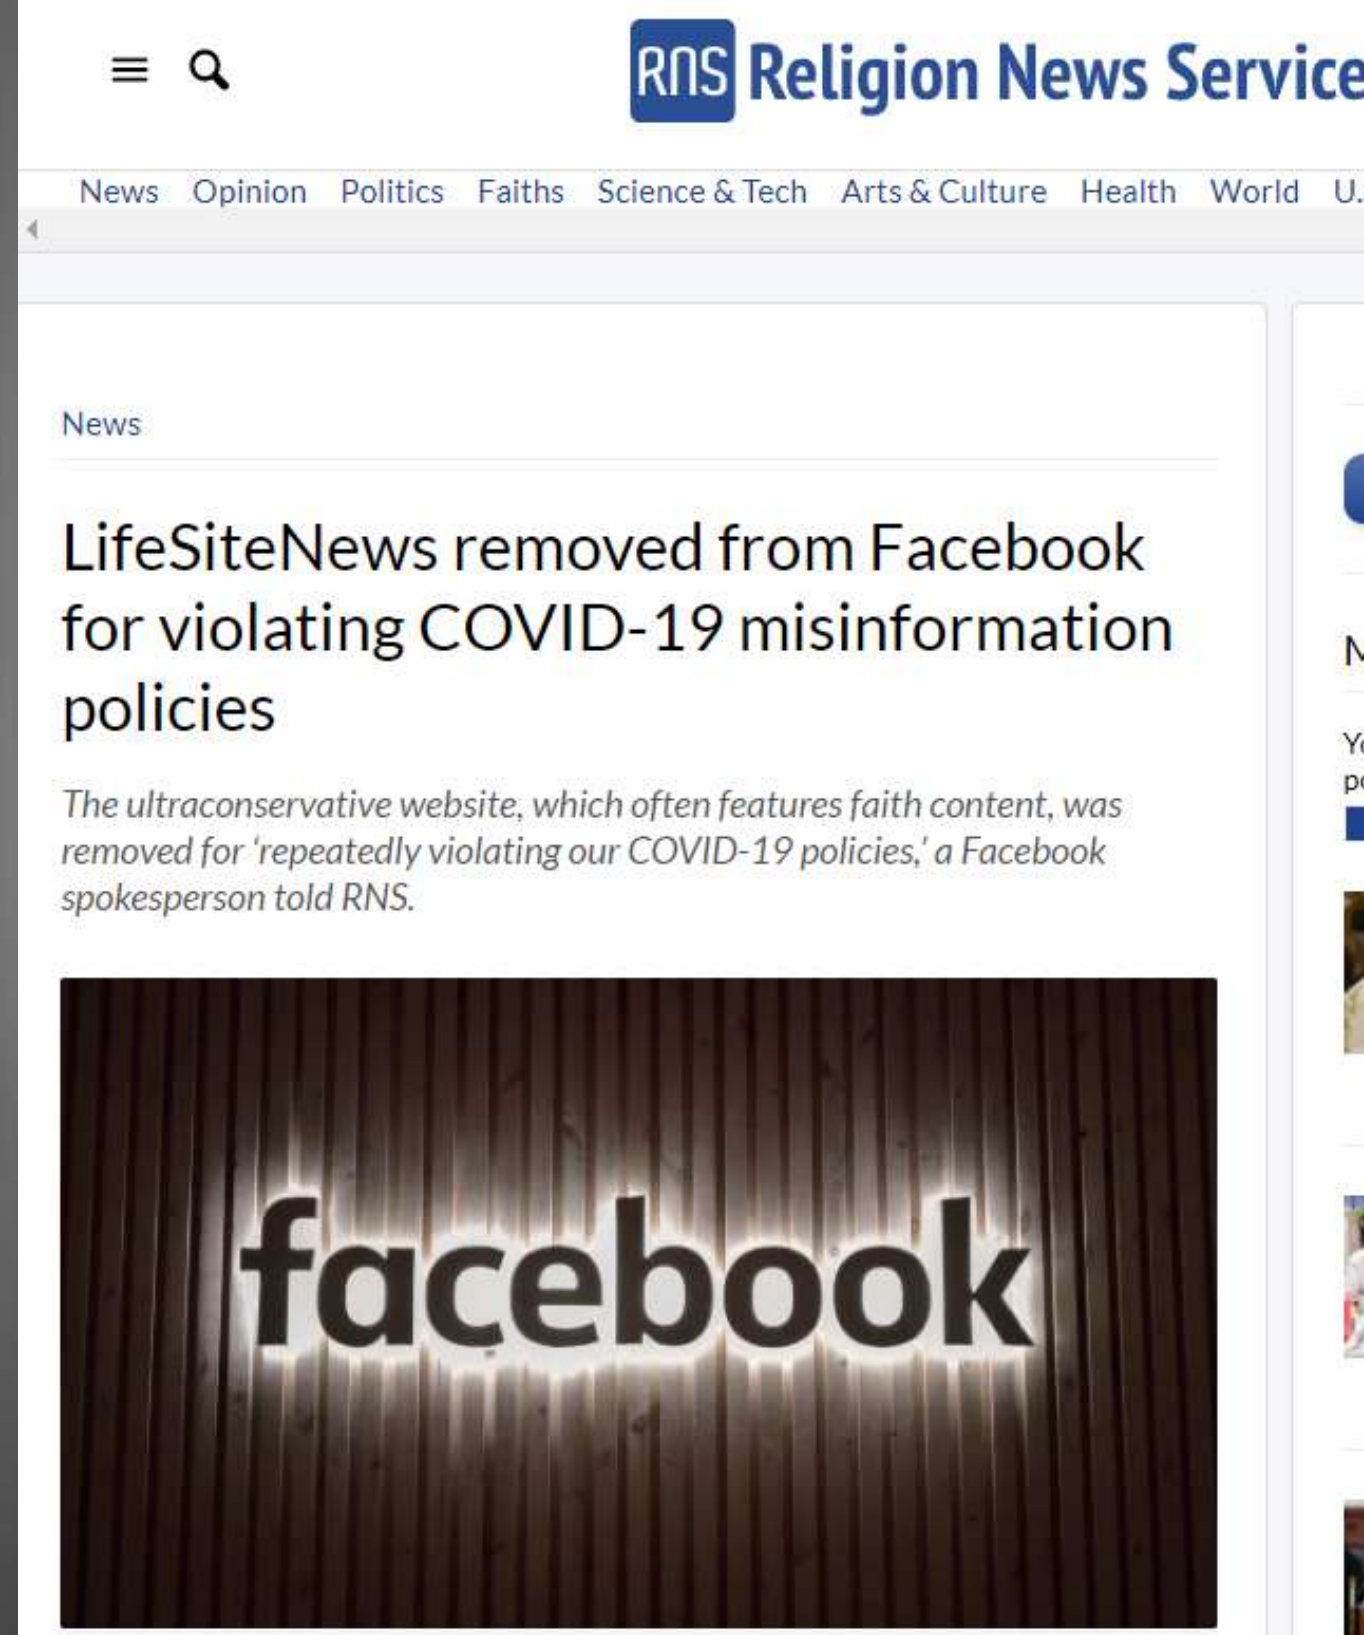 RNS Religion News Service
News Opinion Politics Faiths Science & Tech Arts & Culture Health World U.
News
LifeSiteNews removed from Facebook
for violating COVID-19 misinformation
policies
The ultraconservative website, which often features faith content, was
removed for ‘repeatedly violating our COVID-19 policies,’ a Facebook
spokesperson told RNS.
facebook